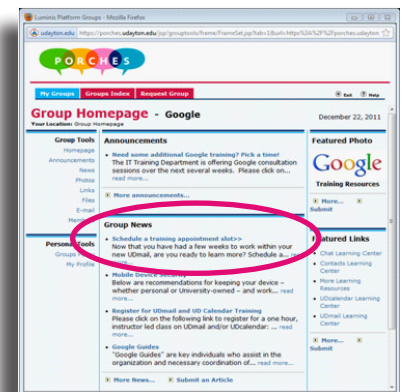 Luminis Platform Groups - Mozilla Firefox
udayton.edu https://porches.udayton.edu/jsp/grouptools/frame/FrameSet.jsp?tab=1&url=https%3A%2F%2Fporches.udayton
PORCHES
My Groups Groups Index Request Group
Exit Help
Group Homepage - Google
December 22, 2011
Your Location: Group Homepage
Group Tools
Homepage
Announcements
News
Photos
Links
Files
E-mail
Personal Tools
My Profile
Announcements
Need some additional Google training? Pick a time!
The IT Training Department is offering Google consultation
sessions over the next several weeks. Please click on...
read more...
More announcements...
Group News
Schedule a training appointment slot>>
Now that you have had a few weeks to work within your
new UDmail, are you ready to learn more? Schedule a... read
more...
Mobile Device Security
Below are recommendations for keeping your device –
whether personal or University-owned – and work... read
more...
Register for UDmail and UD Calendar Training
Please click on the following link to register for a one hour,
instructor led class on UDmail and/or UDcalendar: ... read
more...
Google Guides
"Google Guides" are key individuals who assist in the
organization and necessary coordination of... read more...
More News... Submit an Article
Featured Photo
Google
Training Resources
More...
Submit
Featured Links
Chat Learning Center
Contacts Learning
Center
More Learning
Resources
UDcalendar Learning
Center
UDmail Learning
Center
More...
Submit